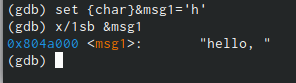 (gdb) set {char}&msg1='h'
(gdb) x/1sb &msg1
0x804a000 <msg1>:	"hello, "
(gdb)